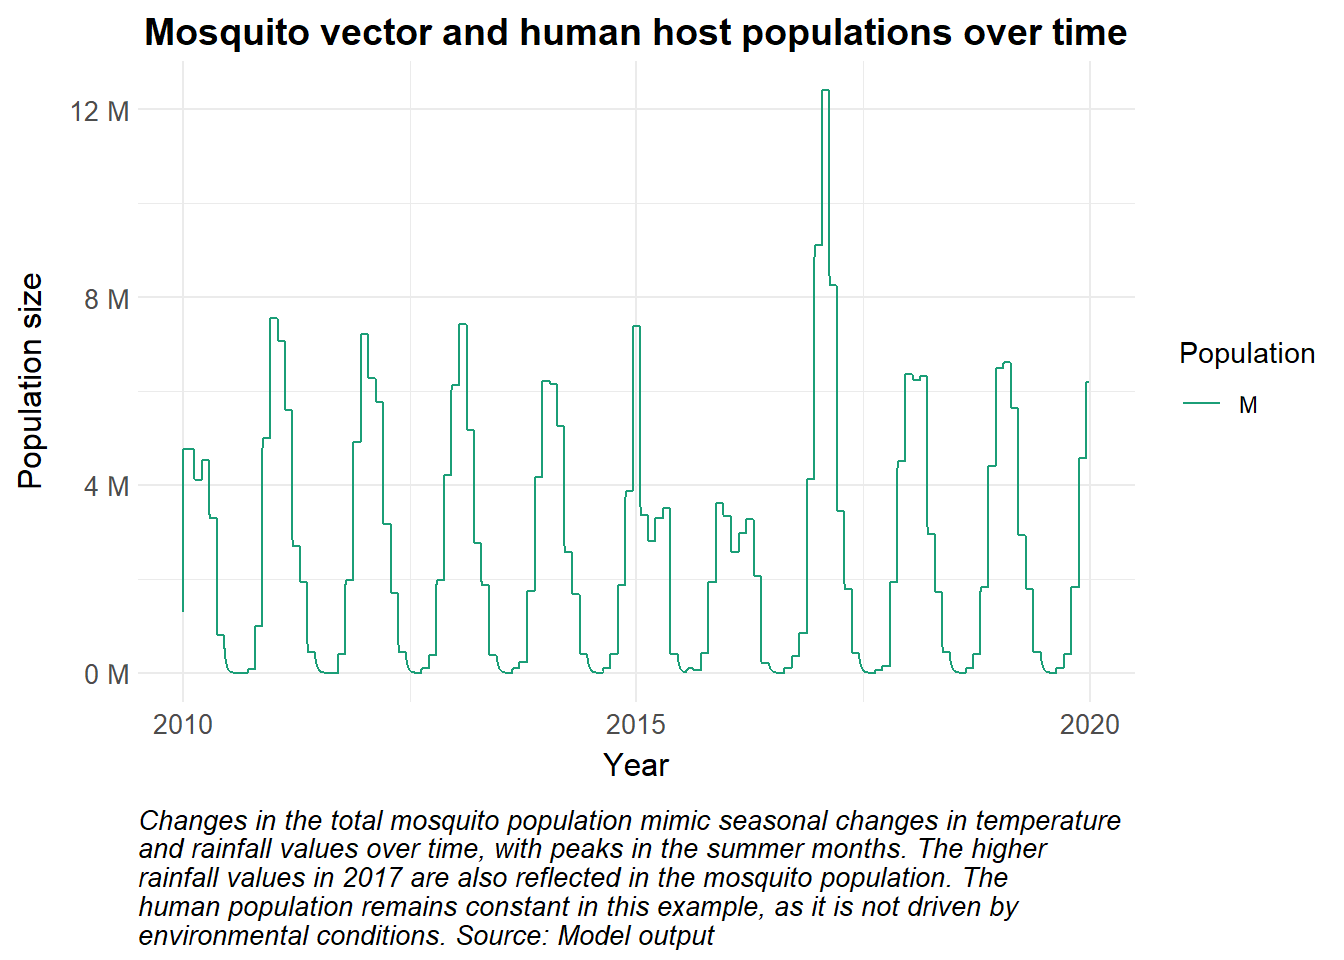 Mosquito vector and human host populations over time
12 M
8 M
4 M
0 M
Population size
2010
2015
2020
Year
Population
M
Changes in the total mosquito population mimic seasonal changes in temperature
and rainfall values over time, with peaks in the summer months. The higher
rainfall values in 2017 are also reflected in the mosquito population. The
human population remains constant in this example, as it is not driven by
environmental conditions. Source: Model output